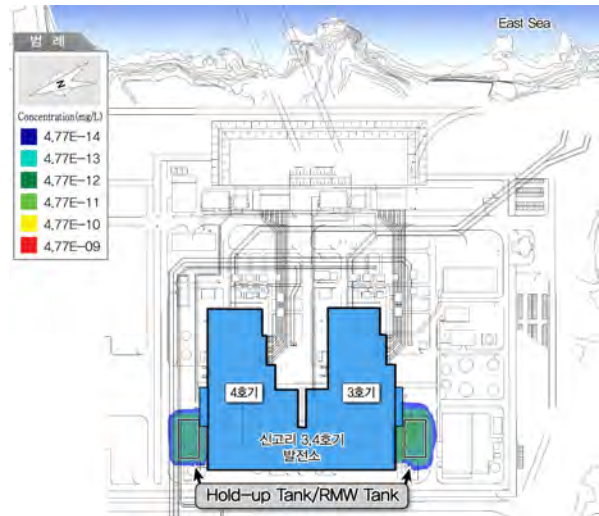 East Sea
범 례
N
Concentration(mg/L)
4.77E-14
4.77E-13
4.77E-12
4.77E-11
4.77E-10
4.77E-09
4호기
3호기
신고리 3,4호기
발전소
Hold-up Tank/RMW Tank